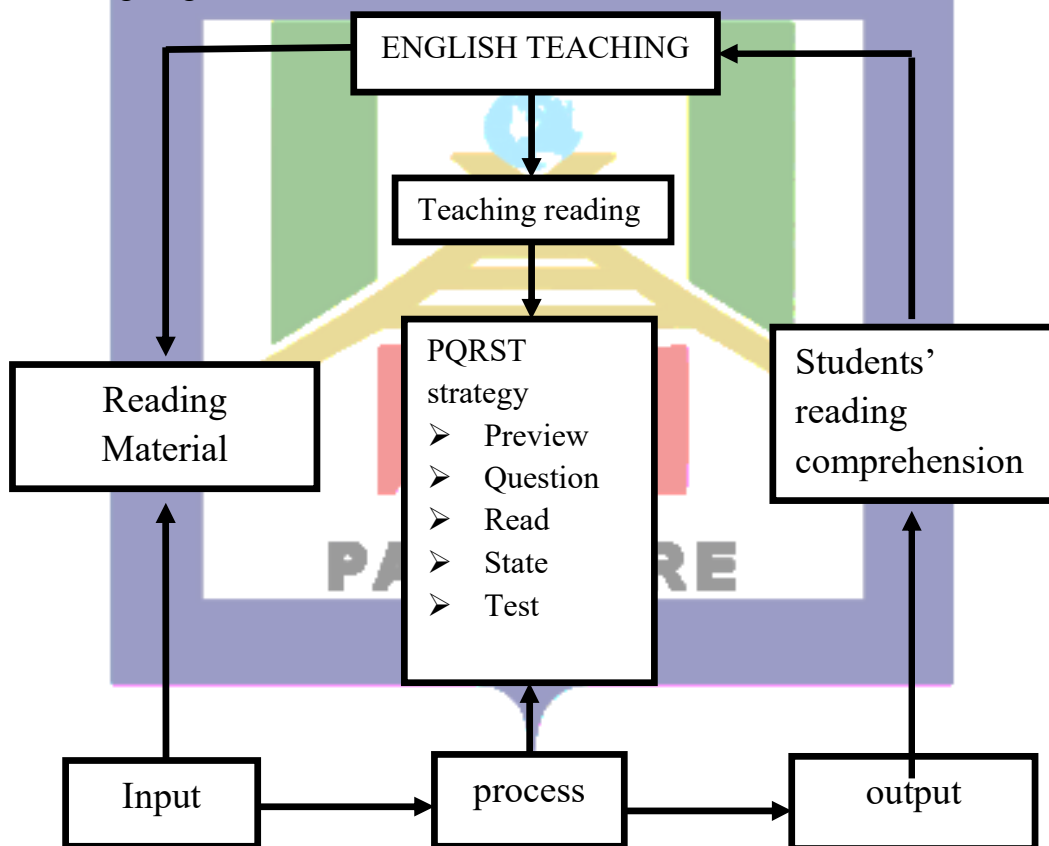 ENGLISH TEACHING
Teaching reading
Reading
Material
PQRST
strategy
➢ Preview
➢ Question
➢ Read
➢ State
➢ Test
Students’
reading
comprehension
Input
process
output